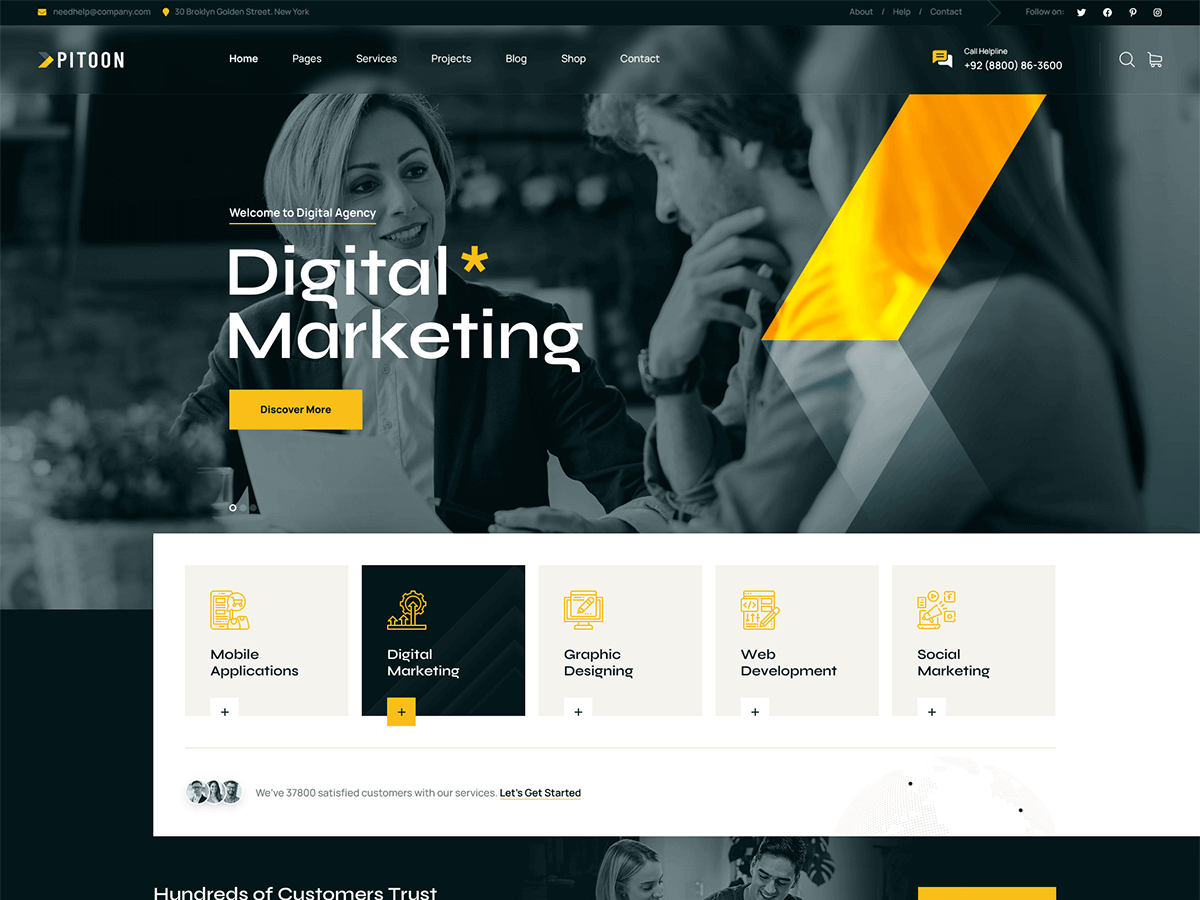 needhelp@company.com 30 Broklyn Golden Street. New York About / Help / Contact Follow on:
PITOON Home Pages Services Projects Blog Shop Contact Call Helpline
+92 (8800) 86-3600
Welcome to Digital Agency
Digital *
Marketing
Discover More
Mobile
Applications
+
Digital
Marketing
+
Graphic
Designing
+
Web
Development
+
Social
Marketing
+
We've 37800 satisfied customers with our services. Let's Get Started
Hundreds of Customers Trust